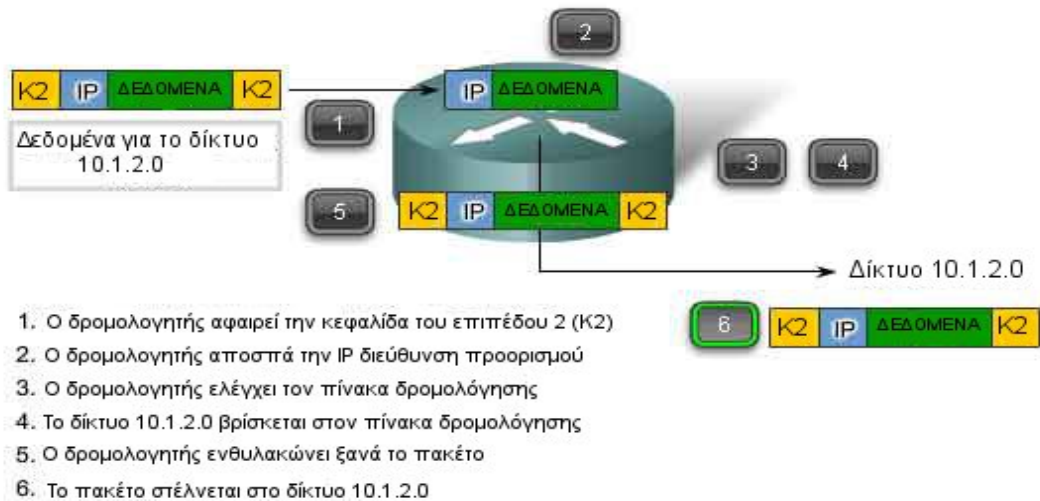 2
K2 IP ΔΕΔΟΜΕΝΑ K2
IP ΔΕΔΟΜΕΝΑ
1
Δεδομένα για το δίκτυο
10.1.2.0
3 4
5
K2 IP ΔΕΔΟΜΕΝΑ K2
Δίκτυο 10.1.2.0
6
K2 IP ΔΕΔΟΜΕΝΑ K2
1. Ο δρομολογητής αφαιρεί την κεφαλίδα του επιπέδου 2 (K2)
2. Ο δρομολογητής αποσπά την IP διεύθυνση προορισμού
3. Ο δρομολογητής ελέγχει τον πίνακα δρομολόγησης
4. Το δίκτυο 10.1.2.0 βρίσκεται στον πίνακα δρομολόγησης
5. Ο δρομολογητής ενθυλακώνει ξανά το πακέτο
6. Το πακέτο στέλνεται στο δίκτυο 10.1.2.0